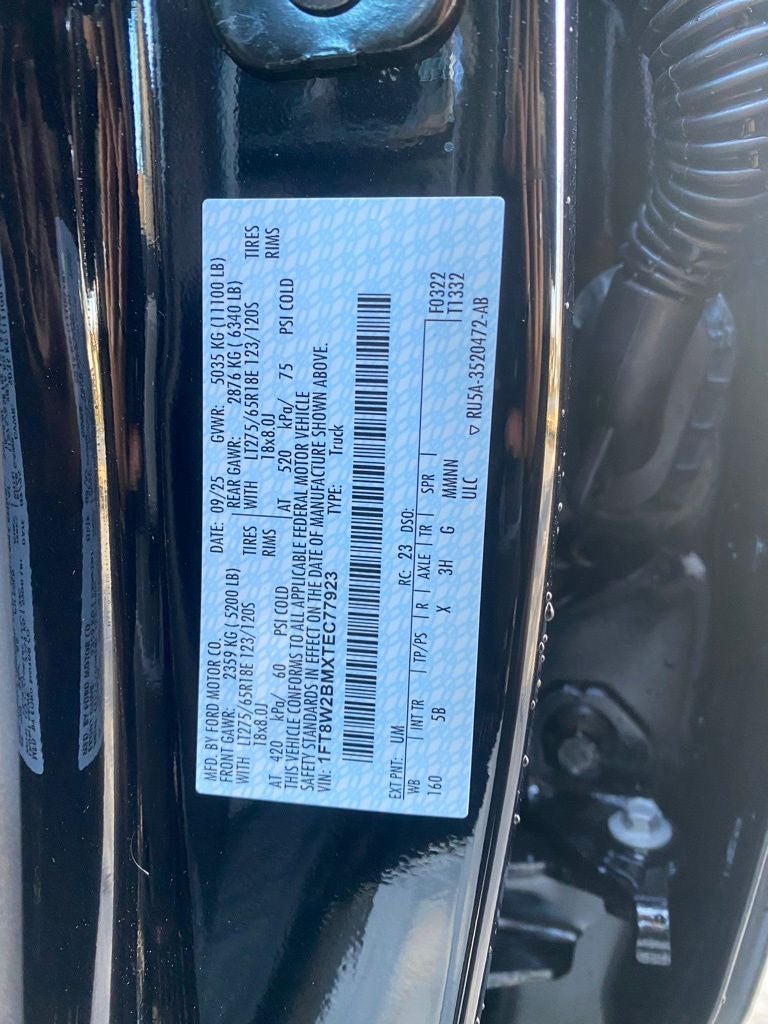 MFD. BY FORD MOTOR CO.
DATE: 09/25 GVWR: 5035 KG (11100 LB)
FRONT GAWR: 2359 KG (5200 LB) REAR GAWR: 2876 KG (6340 LB)
WITH LT275/65R18E 123/120S TIRES WITH LT275/65R18E 123/120S TIRES
18x8.0J RIMS 18x8.0J RIMS
AT 420 kPa/ 60 PSI COLD AT 520 kPa/ 75 PSI COLD
THIS VEHICLE CONFORMS TO ALL APPLICABLE FEDERAL MOTOR VEHICLE
SAFETY STANDARDS IN EFFECT ON THE DATE OF MANUFACTURE SHOWN ABOVE.
VIN: 1FT8W2BMXTEC77923 TYPE: Truck
EXT PNT: UM RC: 23 DSO: F0322
WB | INT TR | TP/PS | R | AXLE | TR | SPR | T1332
160 5B X 3H G MMNN
ULC ▽ RU5A-3520472-AB